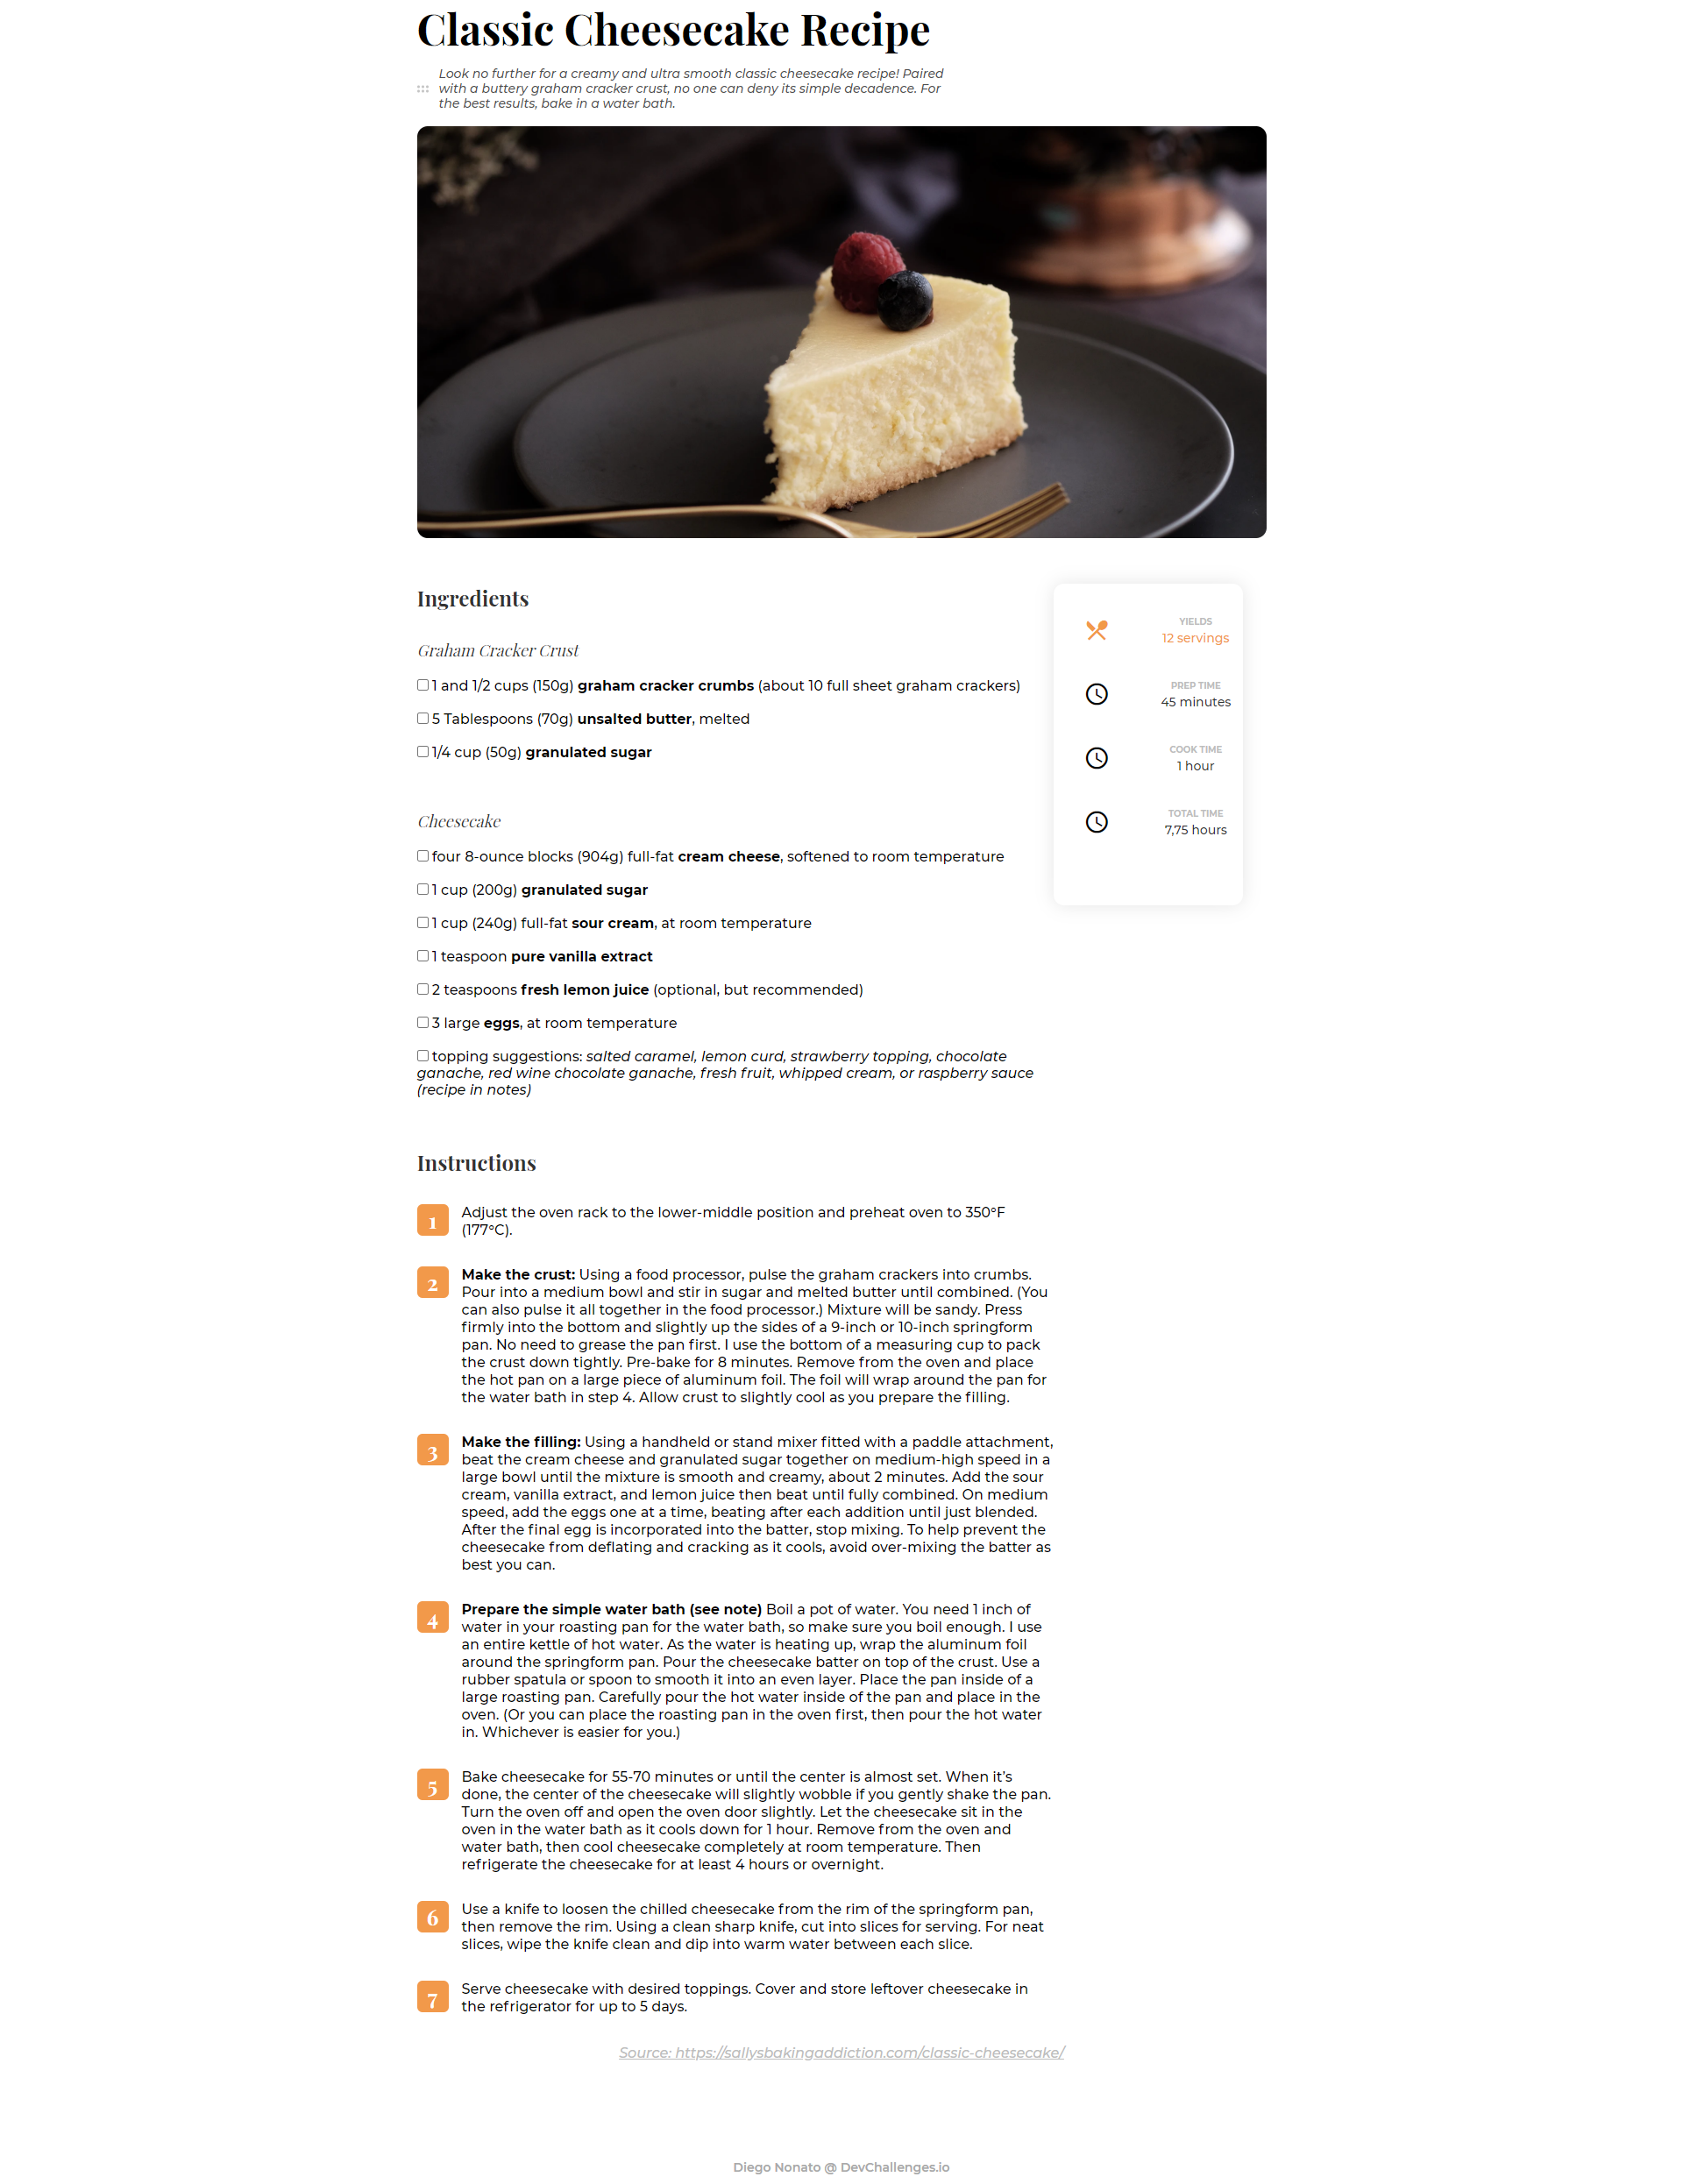 Classic Cheesecake Recipe
Look no further for a creamy and ultra smooth classic cheesecake recipe! Paired
with a buttery graham cracker crust, no one can deny its simple decadence. For
the best results, bake in a water bath.
Ingredients
Graham Cracker Crust
1 and 1/2 cups (150g) graham cracker crumbs (about 10 full sheet graham crackers)
5 Tablespoons (70g) unsalted butter, melted
1/4 cup (50g) granulated sugar
Cheesecake
four 8-ounce blocks (904g) full-fat cream cheese, softened to room temperature
1 cup (200g) granulated sugar
1 cup (240g) full-fat sour cream, at room temperature
1 teaspoon pure vanilla extract
2 teaspoons fresh lemon juice (optional, but recommended)
3 large eggs, at room temperature
topping suggestions: salted caramel, lemon curd, strawberry topping, chocolate
ganache, red wine chocolate ganache, fresh fruit, whipped cream, or raspberry sauce
(recipe in notes)
YIELDS
12 servings
PREP TIME
45 minutes
COOK TIME
1 hour
TOTAL TIME
7,75 hours
Instructions
1 Adjust the oven rack to the lower-middle position and preheat oven to 350°F
(177°C).
2 Make the crust: Using a food processor, pulse the graham crackers into crumbs.
Pour into a medium bowl and stir in sugar and melted butter until combined. (You
can also pulse it all together in the food processor.) Mixture will be sandy. Press
firmly into the bottom and slightly up the sides of a 9-inch or 10-inch springform
pan. No need to grease the pan first. I use the bottom of a measuring cup to pack
the crust down tightly. Pre-bake for 8 minutes. Remove from the oven and place
the hot pan on a large piece of aluminum foil. The foil will wrap around the pan for
the water bath in step 4. Allow crust to slightly cool as you prepare the filling.
3 Make the filling: Using a handheld or stand mixer fitted with a paddle attachment,
beat the cream cheese and granulated sugar together on medium-high speed in a
large bowl until the mixture is smooth and creamy, about 2 minutes. Add the sour
cream, vanilla extract, and lemon juice then beat until fully combined. On medium
speed, add the eggs one at a time, beating after each addition until just blended.
After the final egg is incorporated into the batter, stop mixing. To help prevent the
cheesecake from deflating and cracking as it cools, avoid over-mixing the batter as
best you can.
4 Prepare the simple water bath (see note) Boil a pot of water. You need 1 inch of
water in your roasting pan for the water bath, so make sure you boil enough. I use
an entire kettle of hot water. As the water is heating up, wrap the aluminum foil
around the springform pan. Pour the cheesecake batter on top of the crust. Use a
rubber spatula or spoon to smooth it into an even layer. Place the pan inside of a
large roasting pan. Carefully pour the hot water inside of the pan and place in the
oven. (Or you can place the roasting pan in the oven first, then pour the hot water
in. Whichever is easier for you.)
5 Bake cheesecake for 55-70 minutes or until the center is almost set. When it’s
done, the center of the cheesecake will slightly wobble if you gently shake the pan.
Turn the oven off and open the oven door slightly. Let the cheesecake sit in the
oven in the water bath as it cools down for 1 hour. Remove from the oven and
water bath, then cool cheesecake completely at room temperature. Then
refrigerate the cheesecake for at least 4 hours or overnight.
6 Use a knife to loosen the chilled cheesecake from the rim of the springform pan,
then remove the rim. Using a clean sharp knife, cut into slices for serving. For neat
slices, wipe the knife clean and dip into warm water between each slice.
7 Serve cheesecake with desired toppings. Cover and store leftover cheesecake in
the refrigerator for up to 5 days.
Source: https://sallysbakingaddiction.com/classic-cheesecake/
Diego Nonato @ DevChallenges.io